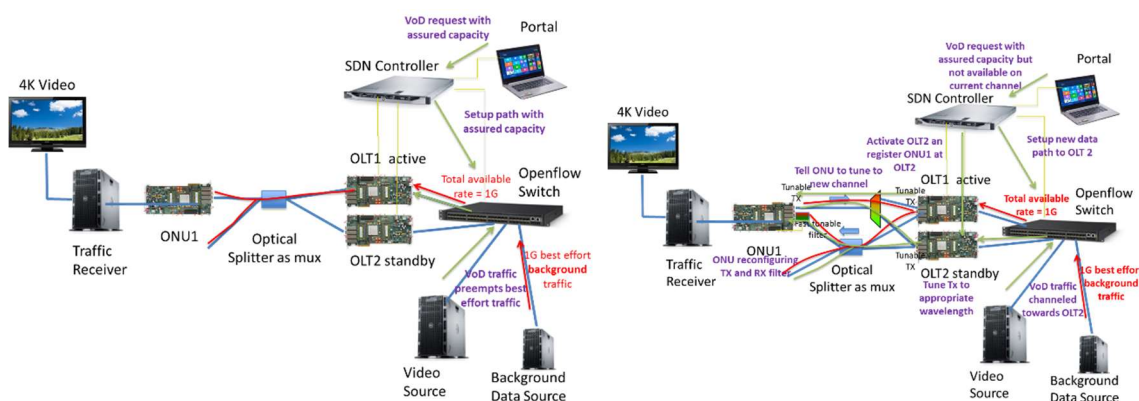 VoD request with
assured capacity
Portal
SDN Controller
4K Video
Setup path with
assured capacity
OLT1 active
Total available
rate = 1G
Openflow
Switch
ONU1
Traffic
Receiver
Optical
Splitter as mux
OLT2 standby
VoD traffic
preempts best
effort traffic
1G best effort
background
traffic
Video
Source
Background
Data Source
VoD request with
assured capacity but
not available on
current channel
Portal
SDN Controller
4K Video
Activate OLT2 an
register ONU1 at
OLT2
Setup new data
path to OLT 2
Tell ONU to tune to
new channel
Tunable
TX
OLT1 active
Tunable
TX
Total available
rate = 1G
Openflow
Switch
Fast tunable
filter
ONU1
Tunable
TX
Traffic
Receiver
ONU reconfiguring
TX and RX filter
Optical
Splitter as mux
OLT2 standby
Tune Tx to
appropriate
wavelength
VoD traffic
channeled
towards OLT2
1G best effor
background
traffic
Video
Source
Background
Data Source